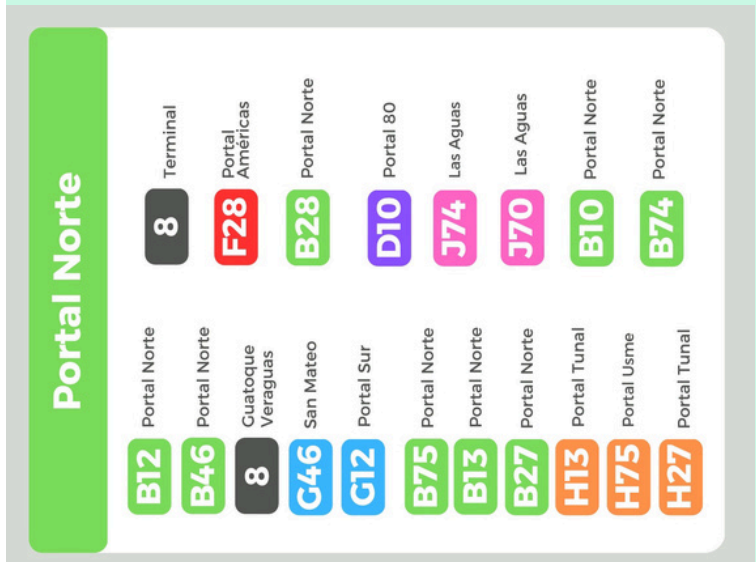 Portal Norte
B12 Portal Norte
B46 Portal Norte
8 Guatoque
Veraguas
G46 San Mateo
G12 Portal Sur
B75 Portal Norte
B13 Portal Norte
B27 Portal Norte
H13 Portal Tunal
H75 Portal Usme
H27 Portal Tunal
8 Terminal
F28 Portal
Américas
B28 Portal Norte
D10 Portal 80
J74 Las Aguas
J70 Las Aguas
B10 Portal Norte
B74 Portal Norte